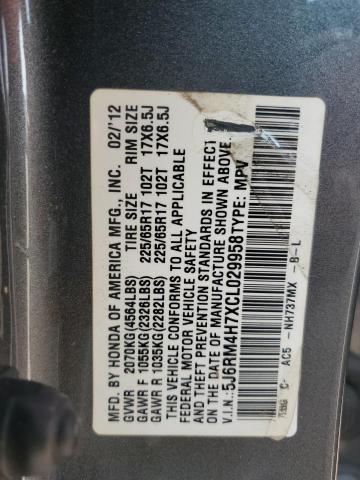 MFD. BY HONDA OF AMERICA MFG., INC. 02/'12
GVWR 2070KG(4564LBS) TIRE SIZE RIM SIZE
GAWR F 1055KG(2326LBS) 225/65R17 102T 17X6.5J
GAWR R 1035KG(2282LBS) 225/65R17 102T 17X6.5J
THIS VEHICLE CONFORMS TO ALL APPLICABLE
FEDERAL MOTOR VEHICLE SAFETY
AND THEFT PREVENTION STANDARDS IN EFFECT
ON THE DATE OF MANUFACTURE SHOWN ABOVE.
V.I.N.: 5J6RM4H7XCL029958 TYPE: MPV
C- AC5 -NH737MX -B-L